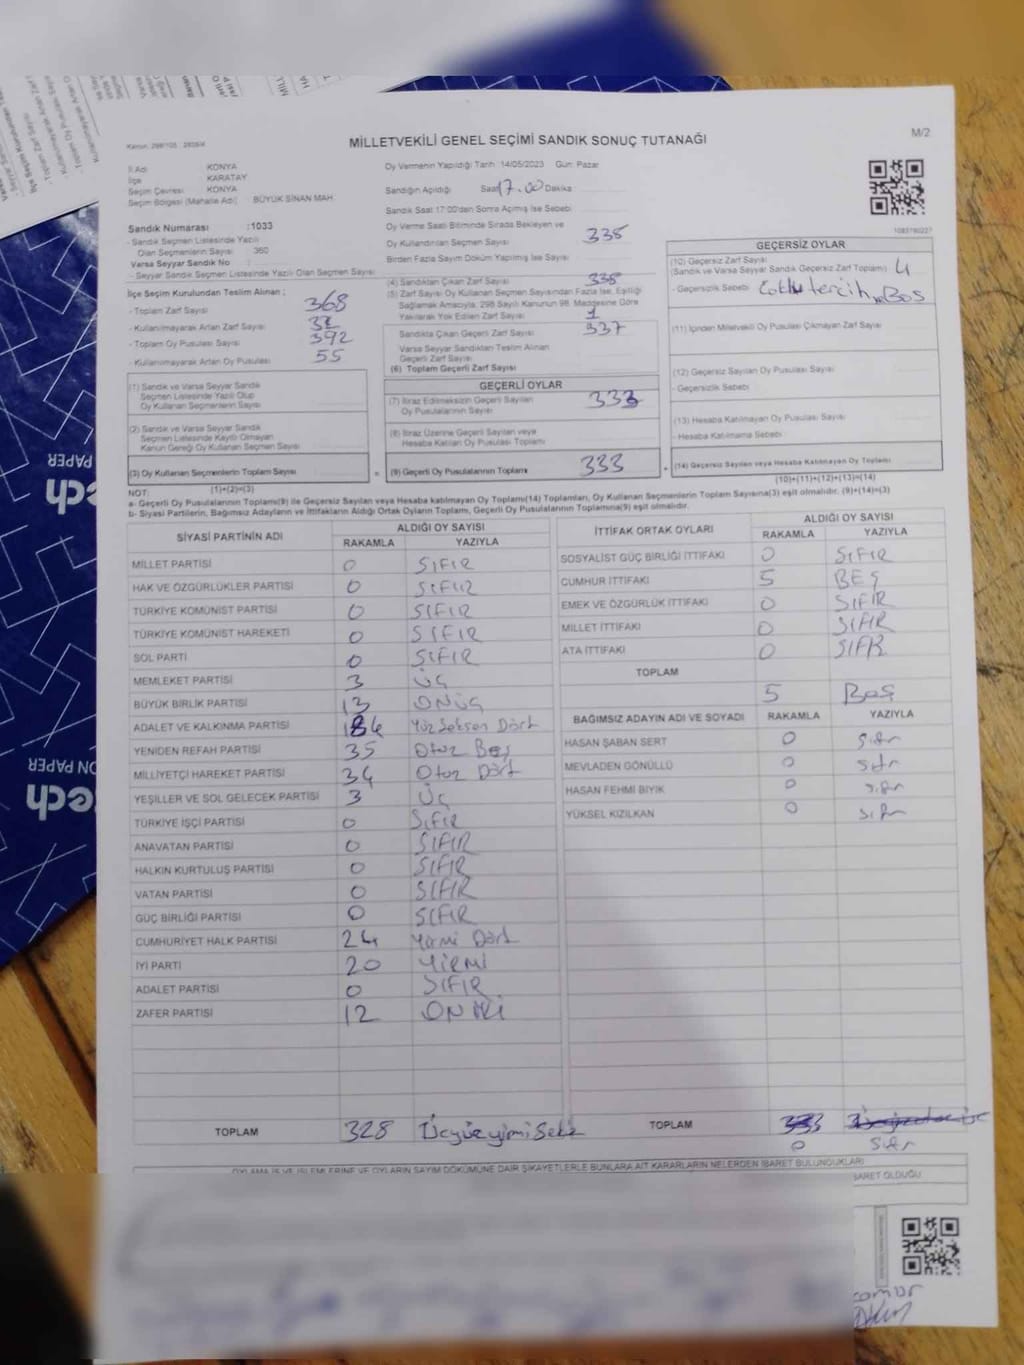 M/2
MİLLETVEKİLİ GENEL SEÇİMİ SANDIK SONUÇ TUTANAĞI
İl Adı KONYA
İlçe KARATAY
Seçim Çevresi KONYA
Seçim Bölgesi (Mahalle Adı) BÜYÜK SİNAN MAH.
Sandık Numarası :1033
- Sandık Seçmen Listesinde Yazılı
Olan Seçmenlerin Sayısı 360
Varsa Seyyar Sandık No :
- Seyyar Sandık Seçmen Listesinde Yazılı Olan Seçmen Sayısı
İlçe Seçim Kurulundan Teslim Alınan ;
- Toplam Zarf Sayısı 368
- Kullanılmayarak Artan Zarf Sayısı
- Toplam Oy Pusulası Sayısı 392
- Kullanılmayarak Artan Oy Pusulası 55
Oy Vermenin Yapıldığı Tarih 14/05/2023 Gün: Pazar
Sandığın Açıldığı Saat 17.00 Dakika
Sandık Saat 17:00'den Sonra Açılmış İse Sebebi
Oy Verme Saati Bitiminde Sırada Bekleyen ve
Oy Kullandırılan Seçmen Sayısı 335
Birden Fazla Sayım Döküm Yapılmış İse Sayısı
(4) Sandıktan Çıkan Zarf Sayısı 338
(5) Zarf Sayısı Oy Kullanan Seçmen Sayısından Fazla İse, Eşitliği
Sağlamak Amacıyla, 298 Sayılı Kanunun 98. Maddesine Göre
Yakılarak Yok Edilen Zarf Sayısı 1
Sandıkta Çıkan Geçerli Zarf Sayısı 337
Varsa Seyyar Sandıktan Teslim Alınan
Geçerli Zarf Sayısı
(6) Toplam Geçerli Zarf Sayısı
GEÇERSİZ OYLAR
(10) Geçersiz Zarf Sayısı
(Sandık ve Varsa Seyyar Sandık Geçersiz Zarf Toplamı) 4
- Geçersiz Sebebi
(11) İçinden Milletvekili Oy Pusulası Çıkmayan Zarf Sayısı
(12) Geçersiz Sayılan Oy Pusulası Sayısı
- Geçersizlik Sebebi
(13) Hesaba Katılmayan Oy Pusulası Sayısı
- Hesaba Katılmama Sebebi
(14) Geçersiz Sayılan veya Hesaba Katılmayan Oy Toplamı
(10)+(11)+(12)+(13)=(14)
(1) Sandık ve Varsa Seyyar Sandık
Seçmen Listesinde Yazılı Olup
Oy Kullanan Seçmenlerin Sayısı
(2) Sandık ve Varsa Seyyar Sandık
Seçmen Listesinde Kayıtlı Olmayan
Kanun Gereği Oy Kullanan Seçmen Sayısı
(3) Oy Kullanan Seçmenlerin Toplam Sayısı
(1)+(2)=(3)
GEÇERLİ OYLAR
(7) İtiraz Edilmeksizin Geçerli Sayılan
Oy Pusulalarının Sayısı 333
(8) İtiraz Üzerine Geçerli Sayılan veya
Hesaba Katılan Oy Pusulası Toplamı
(9) Geçerli Oy Pusulalarının Toplamı 333
NOT:
a- Geçerli Oy Pusulalarının Toplamı(9) ile Geçersiz Sayılan veya Hesaba katılmayan Oy Toplamı(14) Toplamları, Oy Kullanan Seçmenlerin Toplam Sayısına(3) eşit olmalıdır. (9)+(14)=(3)
b- Siyasi Partilerin, Bağımsız Adayların ve İttifakların Aldığı Ortak Oyların Toplamı, Geçerli Oy Pusulalarının Toplamına(9) eşit olmalıdır.
SİYASİ PARTİNİN ADI ALDIĞI OY SAYISI
RAKAMLA YAZIYLA
MİLLET PARTİSİ 0 SIFIR
HAK VE ÖZGÜRLÜKLER PARTİSİ 0 SIFIR
TÜRKİYE KOMÜNİST PARTİSİ 0 SIFIR
TÜRKİYE KOMÜNİST HAREKETİ 0 SIFIR
SOL PARTİ 0 SIFIR
MEMLEKET PARTİSİ 3 ÜÇ
BÜYÜK BİRLİK PARTİSİ 13 ONÜÇ
ADALET VE KALKINMA PARTİSİ 184 Yüz Seksen Dört
YENİDEN REFAH PARTİSİ 35 Otuz Beş
MİLLİYETÇİ HAREKET PARTİSİ 34 Otuz Dört
YEŞİLLER VE SOL GELECEK PARTİSİ 3 ÜÇ
TÜRKİYE İŞÇİ PARTİSİ 0 SIFIR
ANAVATAN PARTİSİ 0 SIFIR
HALKIN KURTULUŞ PARTİSİ 0 SIFIR
VATAN PARTİSİ 0 SIFIR
GÜÇ BİRLİĞİ PARTİSİ 0 SIFIR
CUMHURİYET HALK PARTİSİ 24 Yirmi Dört
İYİ PARTİ 20 YİRMİ
ADALET PARTİSİ 0 SIFIR
ZAFER PARTİSİ 12 ON İKİ
TOPLAM 328 Üçyüzyirmi Sekiz
İTTİFAK ORTAK OYLARI ALDIĞI OY SAYISI
RAKAMLA YAZIYLA
SOSYALİST GÜÇ BİRLİĞİ İTTİFAKI 0 SIFIR
CUMHUR İTTİFAKI 5 BEŞ
EMEK VE ÖZGÜRLÜK İTTİFAKI 0 SIFIR
MİLLET İTTİFAKI 0 SIFIR
ATA İTTİFAKI 0 SIFIR
TOPLAM
5 Beş
BAĞIMSIZ ADAYIN ADI VE SOYADI RAKAMLA YAZIYLA
HASAN ŞABAN SERT 0 Sıfır
MEVLADEN GÖNÜLLÜ 0 Sıfır
HASAN FEHMİ BIYIK 0 Sıfır
YÜKSEL KIZILKAN 0 Sıfır
TOPLAM 333
0 Sıfır
OYLAMA İŞ VE İŞLEMLERİNE VE OYLARIN SAYIM DÖKÜMÜNE DAİR ŞİKAYETLERLE BUNLARA AİT KARARLARIN NELERDEN İBARET BULUNDUKLARI